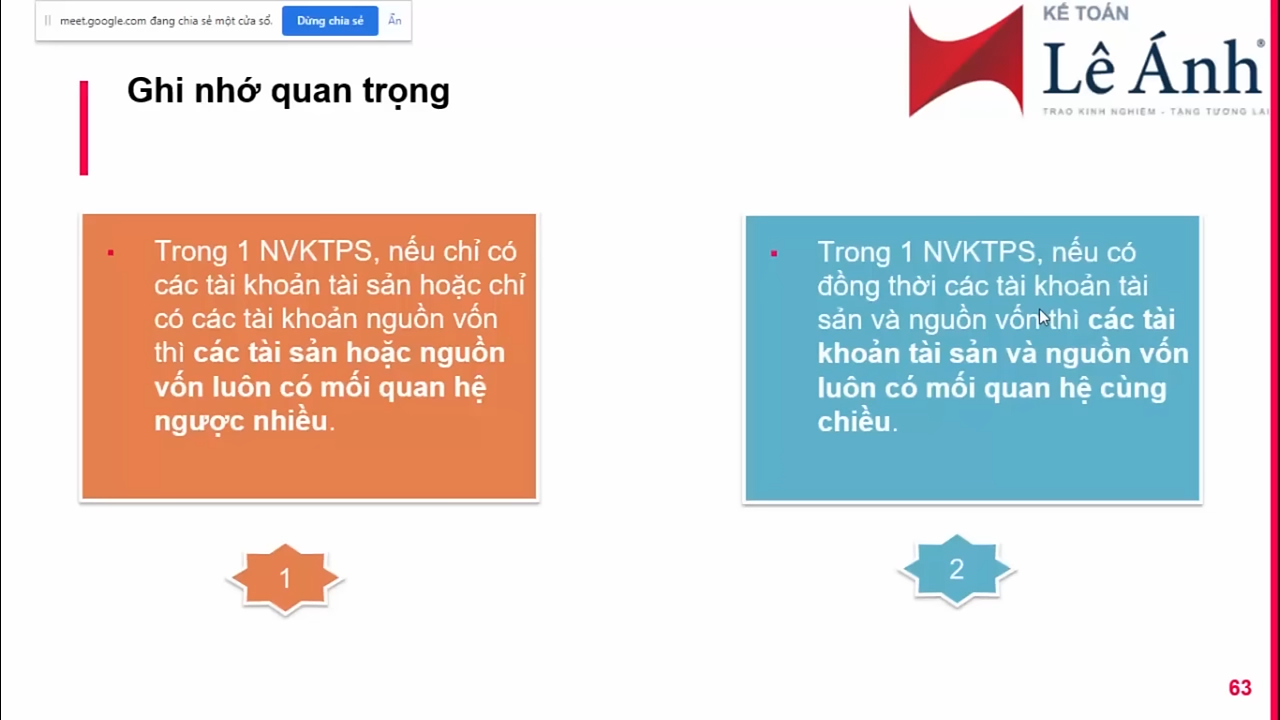 meet.google.com đang chia sẻ một cửa sổ.
Dừng chia sẻ
Ẩn
KẾ TOÁN
Lê Ánh®
TRAO KINH NGHIỆM - TẶNG TƯƠNG LAI
Ghi nhớ quan trọng
Trong 1 NVKTPS, nếu chỉ có
các tài khoản tài sản hoặc chỉ
có các tài khoản nguồn vốn
thì các tài sản hoặc nguồn
vốn luôn có mối quan hệ
ngược nhiều.
1
Trong 1 NVKTPS, nếu có
đồng thời các tài khoản tài
sản và nguồn vốn thì các tài
khoản tài sản và nguồn vốn
luôn có mối quan hệ cùng
chiều.
2
63